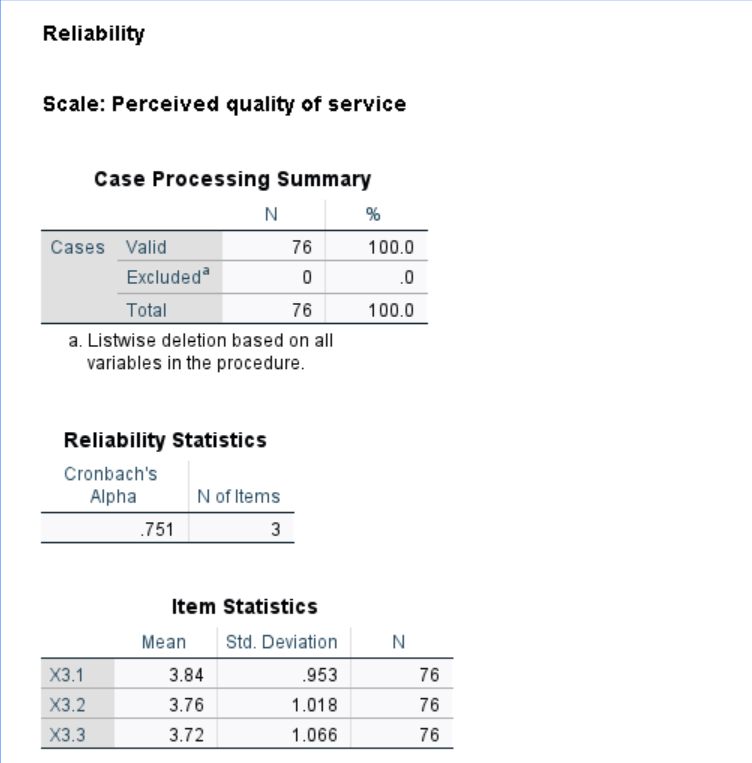 Reliability
Scale: Perceived quality of service
Case Processing Summary
N %
Cases Valid 76 100.0
Excludedᵃ 0 .0
Total 76 100.0
a. Listwise deletion based on all
variables in the procedure.
Reliability Statistics
Cronbach's
Alpha N of Items
.751 3
Item Statistics
Mean Std. Deviation N
X3.1 3.84 .953 76
X3.2 3.76 1.018 76
X3.3 3.72 1.066 76